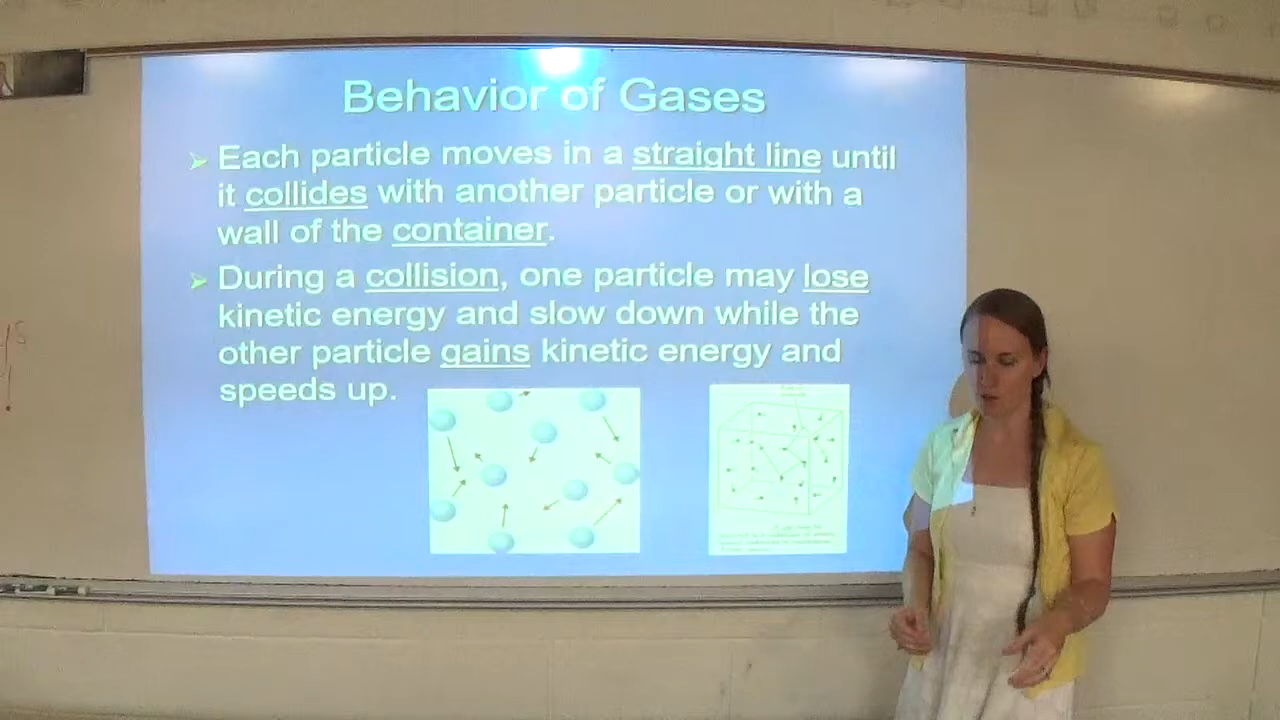 Behavior of Gases
➢ Each particle moves in a straight line until
it collides with another particle or with a
wall of the container.
➢ During a collision, one particle may lose
kinetic energy and slow down while the
other particle gains kinetic energy and
speeds up.